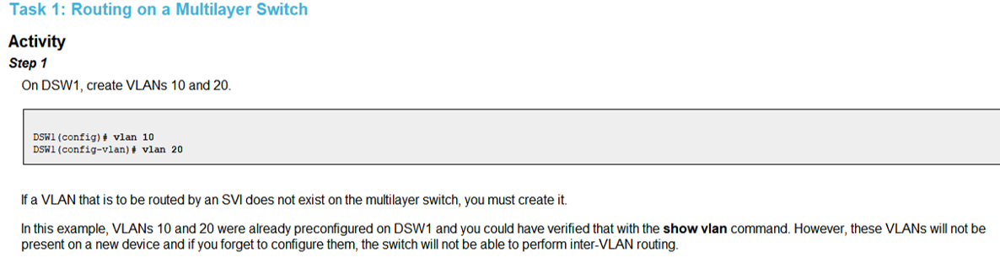 Task 1: Routing on a Multilayer Switch
Activity
Step 1
On DSW1, create VLANs 10 and 20.
DSW1(config)# vlan 10
DSW1(config-vlan)# vlan 20
If a VLAN that is to be routed by an SVI does not exist on the multilayer switch, you must create it.
In this example, VLANs 10 and 20 were already preconfigured on DSW1 and you could have verified that with the show vlan command. However, these VLANs will not be
present on a new device and if you forget to configure them, the switch will not be able to perform inter-VLAN routing.